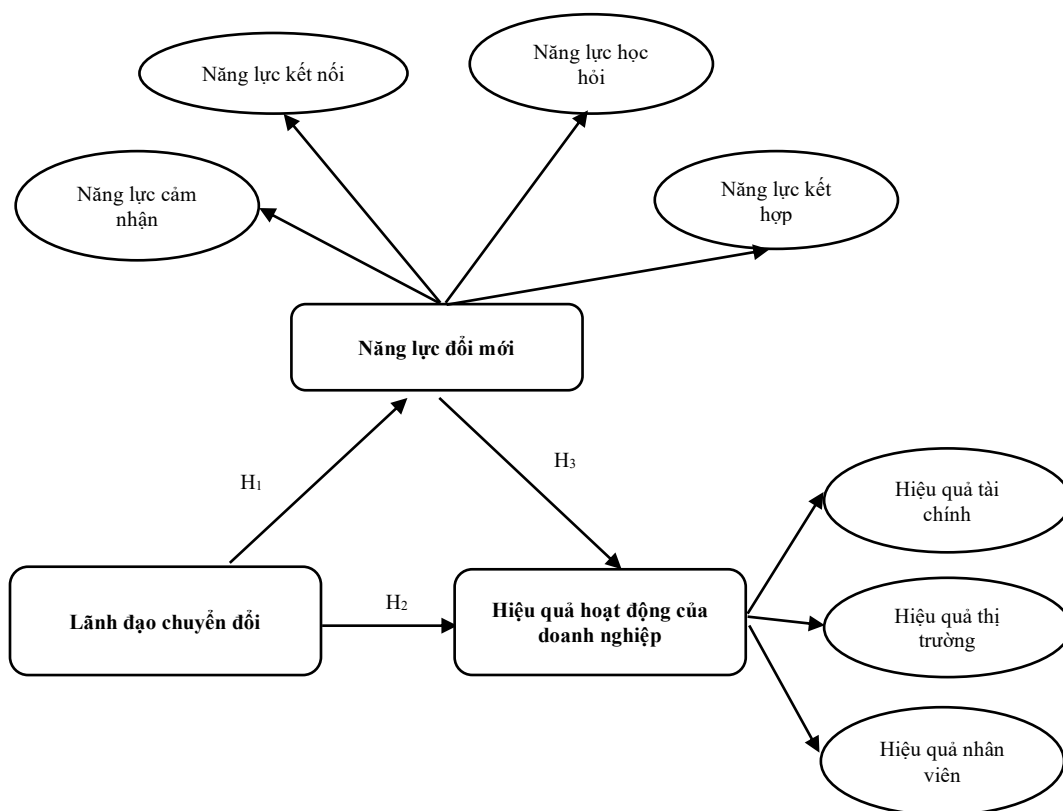 Năng lực kết nối
Năng lực học
hỏi
Năng lực cảm
nhận
Năng lực kết
hợp
Năng lực đổi mới
H1
H3
Hiệu quả tài
chính
Lãnh đạo chuyển đổi
H2
Hiệu quả hoạt động của
doanh nghiệp
Hiệu quả thị
trường
Hiệu quả nhân
viên